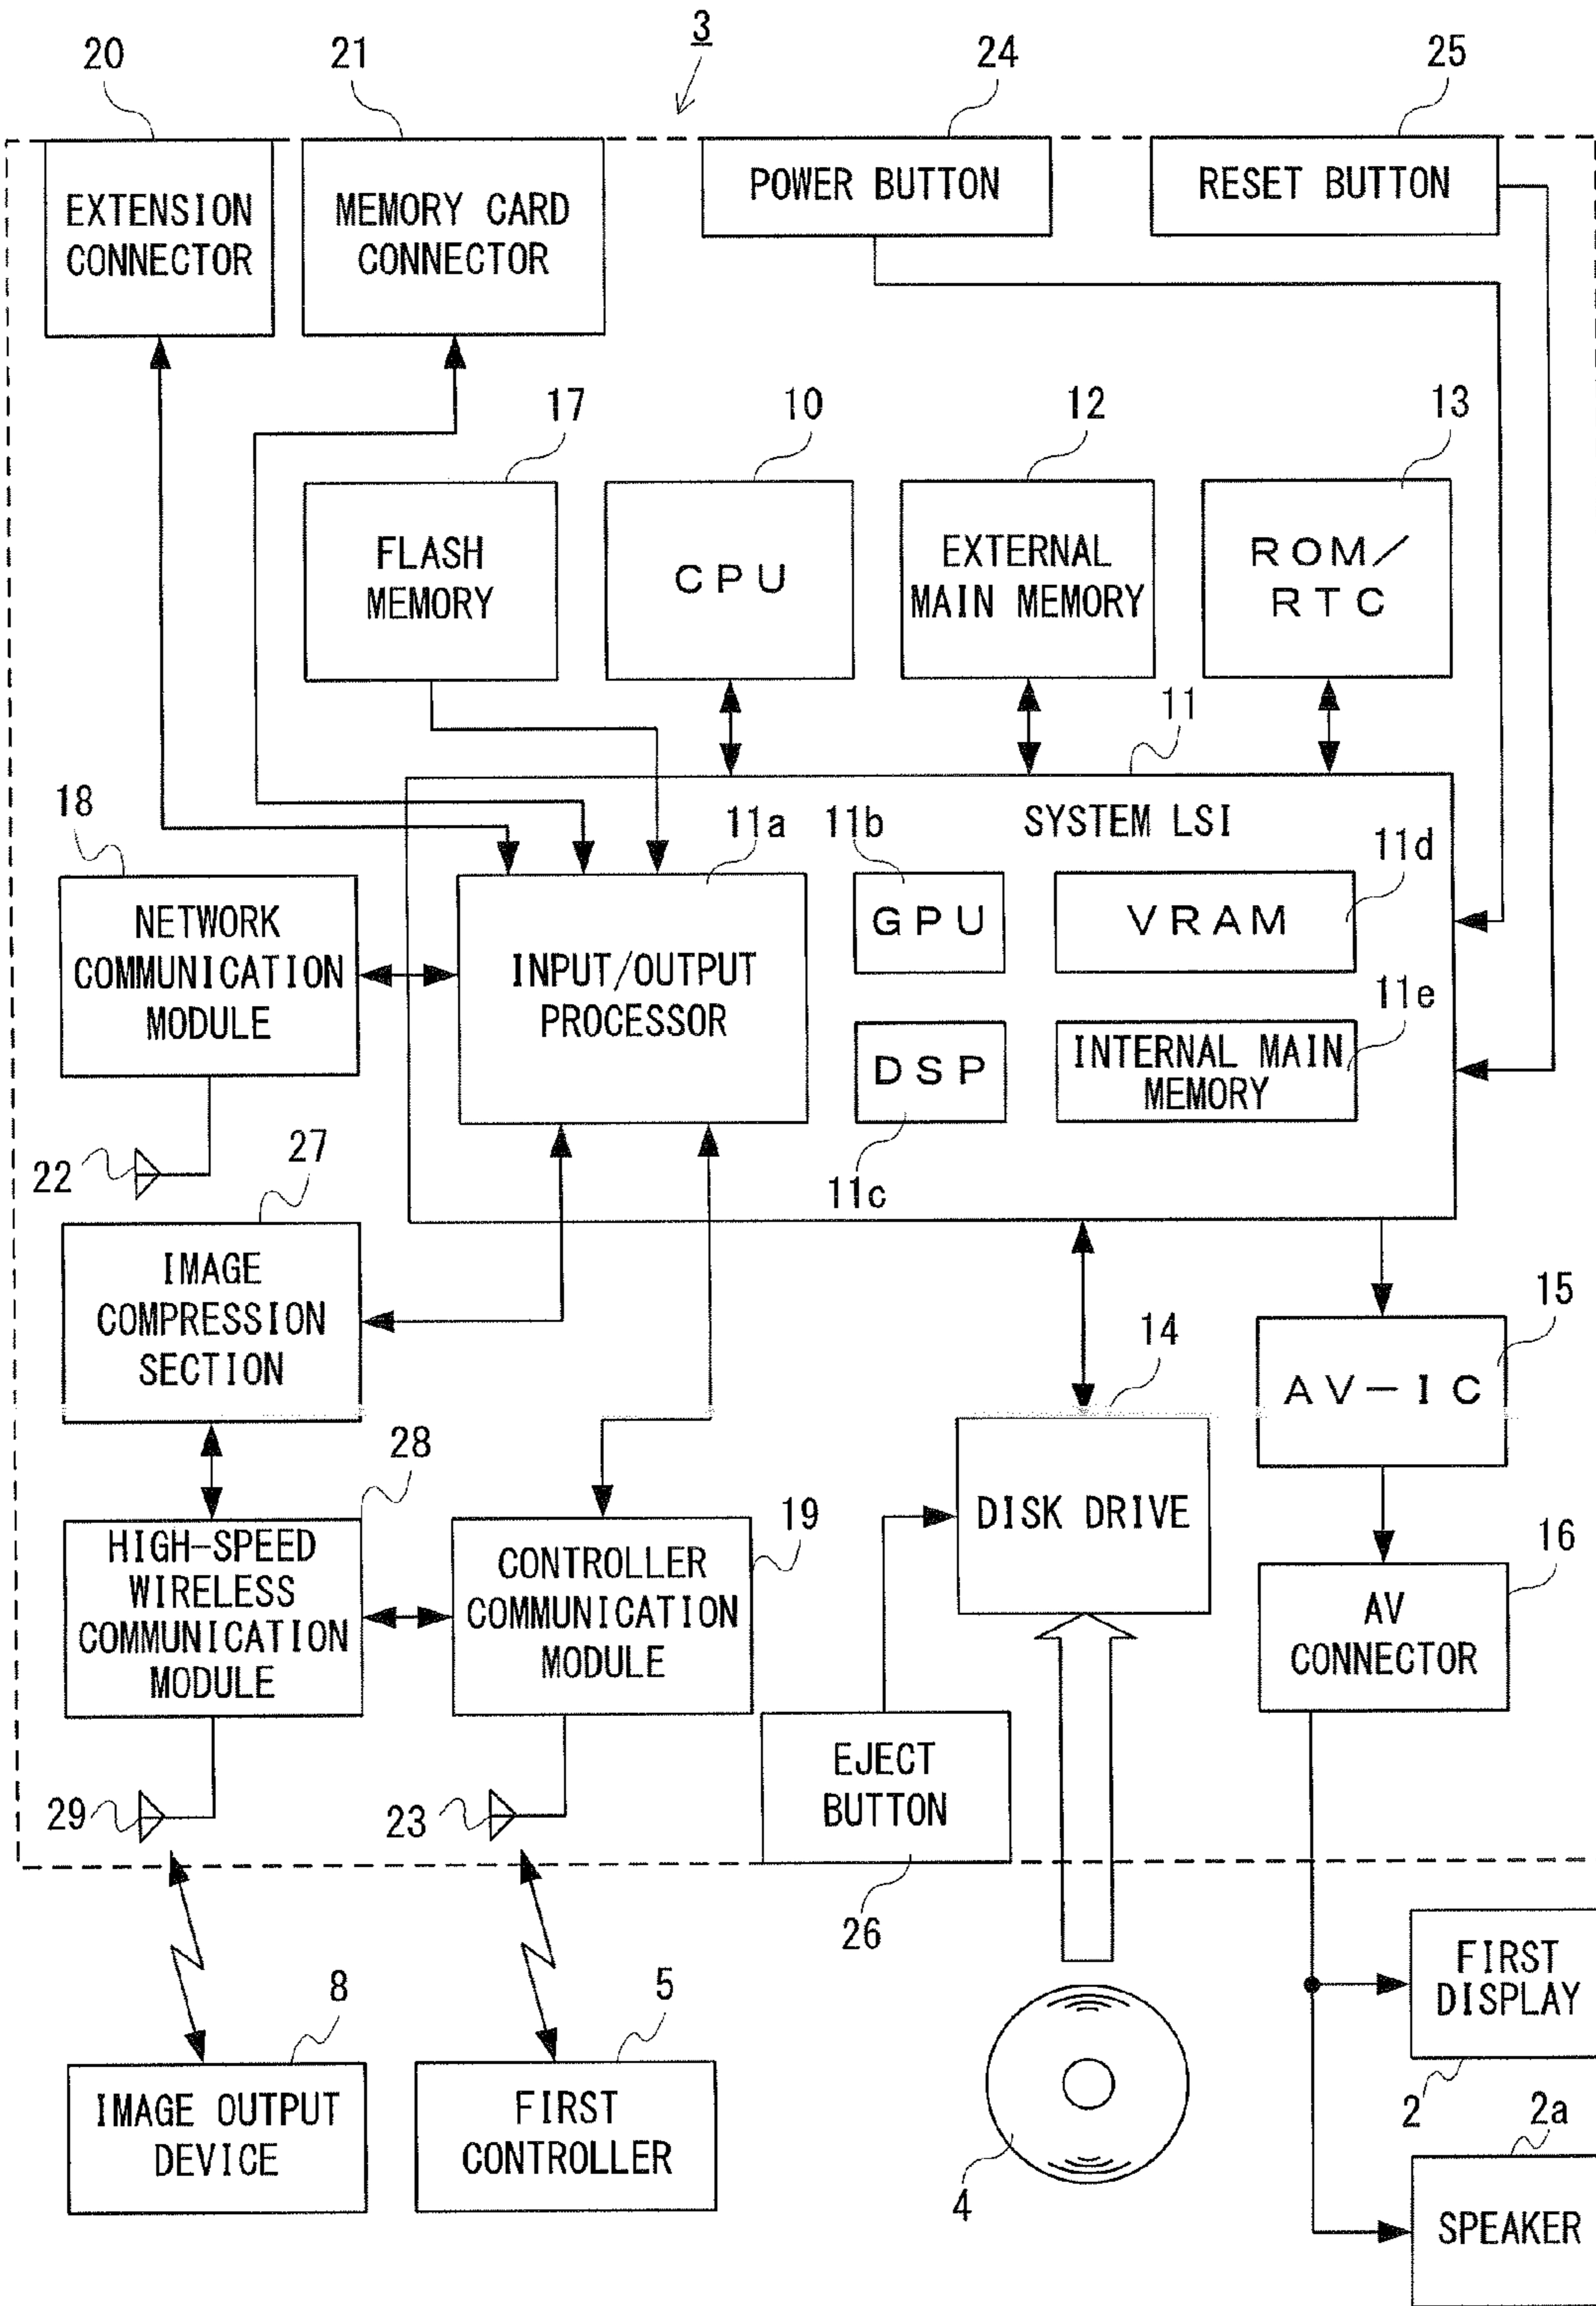 3
20
21
24
25
EXTENSION
CONNECTOR
MEMORY CARD
CONNECTOR
POWER BUTTON
RESET BUTTON
17
10
12
13
FLASH
MEMORY
CPU
EXTERNAL
MAIN MEMORY
ROM/
RTC
11
SYSTEM LSI
18
11a
11b
11d
NETWORK
COMMUNICATION
MODULE
INPUT/OUTPUT
PROCESSOR
GPU
VRAM
11e
DSP
INTERNAL MAIN
MEMORY
11c
22
27
IMAGE
COMPRESSION
SECTION
14
15
AV-IC
28
19
HIGH-SPEED
WIRELESS
COMMUNICATION
MODULE
CONTROLLER
COMMUNICATION
MODULE
DISK DRIVE
16
AV
CONNECTOR
29
23
EJECT
BUTTON
26
8
5
IMAGE OUTPUT
DEVICE
FIRST
CONTROLLER
4
FIRST
DISPLAY
2
2a
SPEAKER